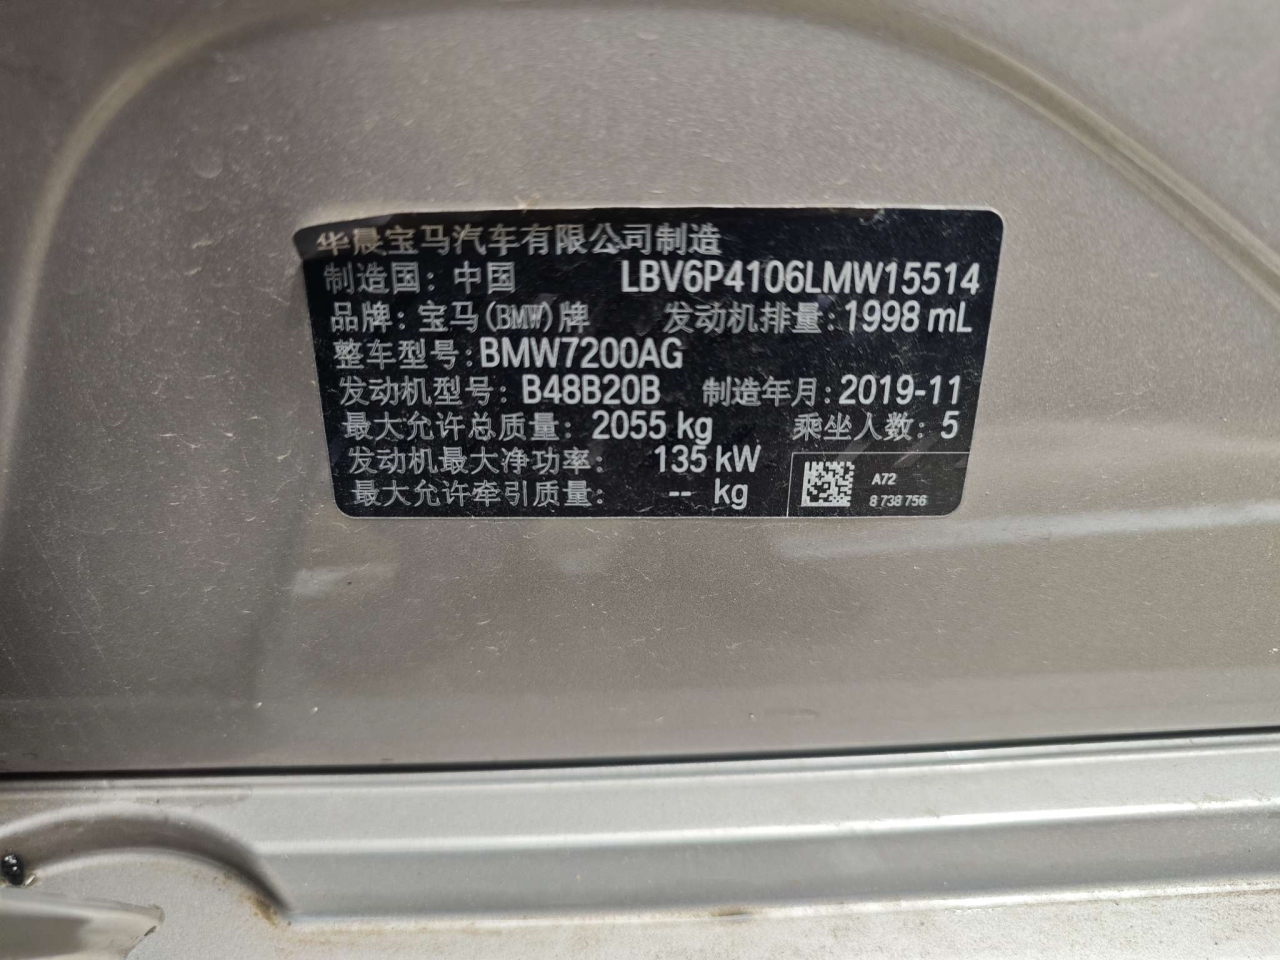 华晨宝马汽车有限公司制造
制造国：中国 LBV6P4106LMW15514
品牌：宝马(BMW)牌 发动机排量：1998 mL
整车型号：BMW7200AG
发动机型号：B48B20B 制造年月：2019-11
最大允许总质量：2055 kg 乘坐人数：5
发动机最大净功率：135 kW
最大允许牵引质量：-- kg
A72
8 738 756